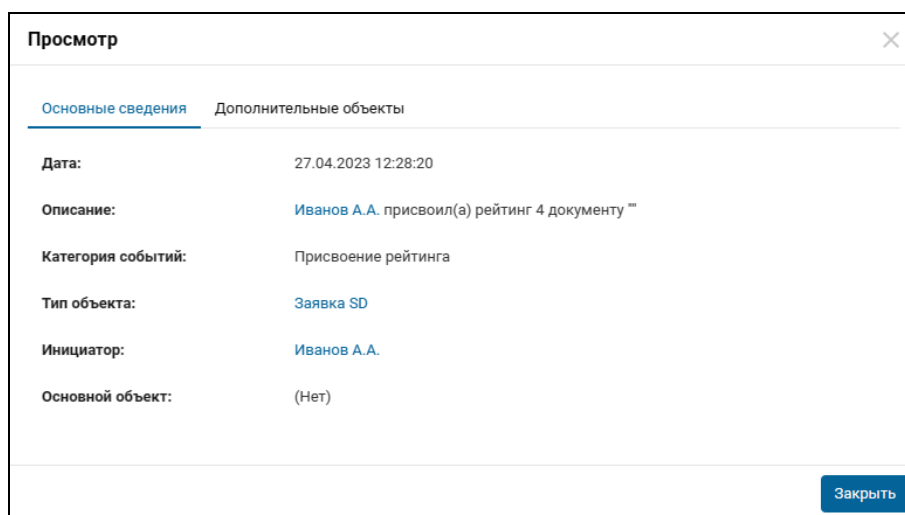 Просмотр
Основные сведения Дополнительные объекты
Дата: 27.04.2023 12:28:20
Описание: Иванов А.А. присвоил(а) рейтинг 4 документу ""
Категория событий: Присвоение рейтинга
Тип объекта: Заявка SD
Инициатор: Иванов А.А.
Основной объект: (Нет)
Закрыть